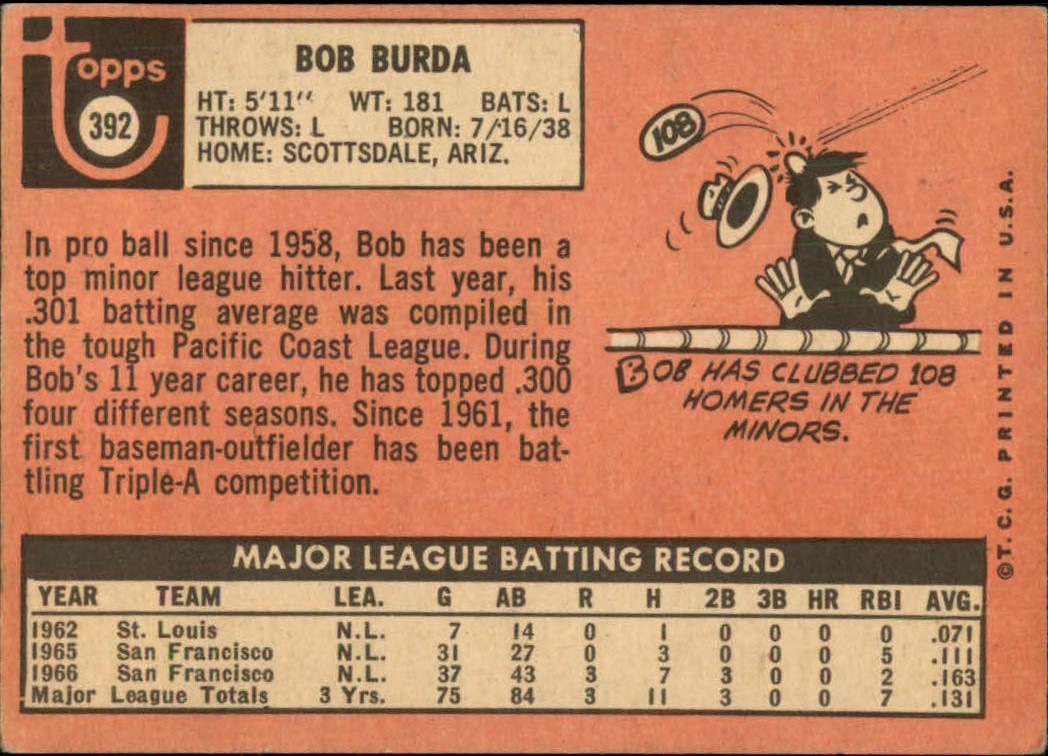 topps
392
BOB BURDA
HT: 5'11" WT: 181 BATS: L
THROWS: L BORN: 7/16/38
HOME: SCOTTSDALE, ARIZ.
In pro ball since 1958, Bob has been a
top minor league hitter. Last year, his
.301 batting average was compiled in
the tough Pacific Coast League. During
Bob's 11 year career, he has topped .300
four different seasons. Since 1961, the
first baseman-outfielder has been bat-
tling Triple-A competition.
108
BOB HAS CLUBBED 108
HOMERS IN THE
MINORS.
©T.C.G. PRINTED IN U.S.A.
MAJOR LEAGUE BATTING RECORD
YEAR TEAM LEA. G AB R H 2B 3B HR RBI AVG.
1962 St. Louis N.L. 7 14 0 1 0 0 0 0 .071
1965 San Francisco N.L. 31 27 0 3 0 0 0 5 .111
1966 San Francisco N.L. 37 43 3 7 3 0 0 2 .163
Major League Totals 3 Yrs. 75 84 3 11 3 0 0 7 .131